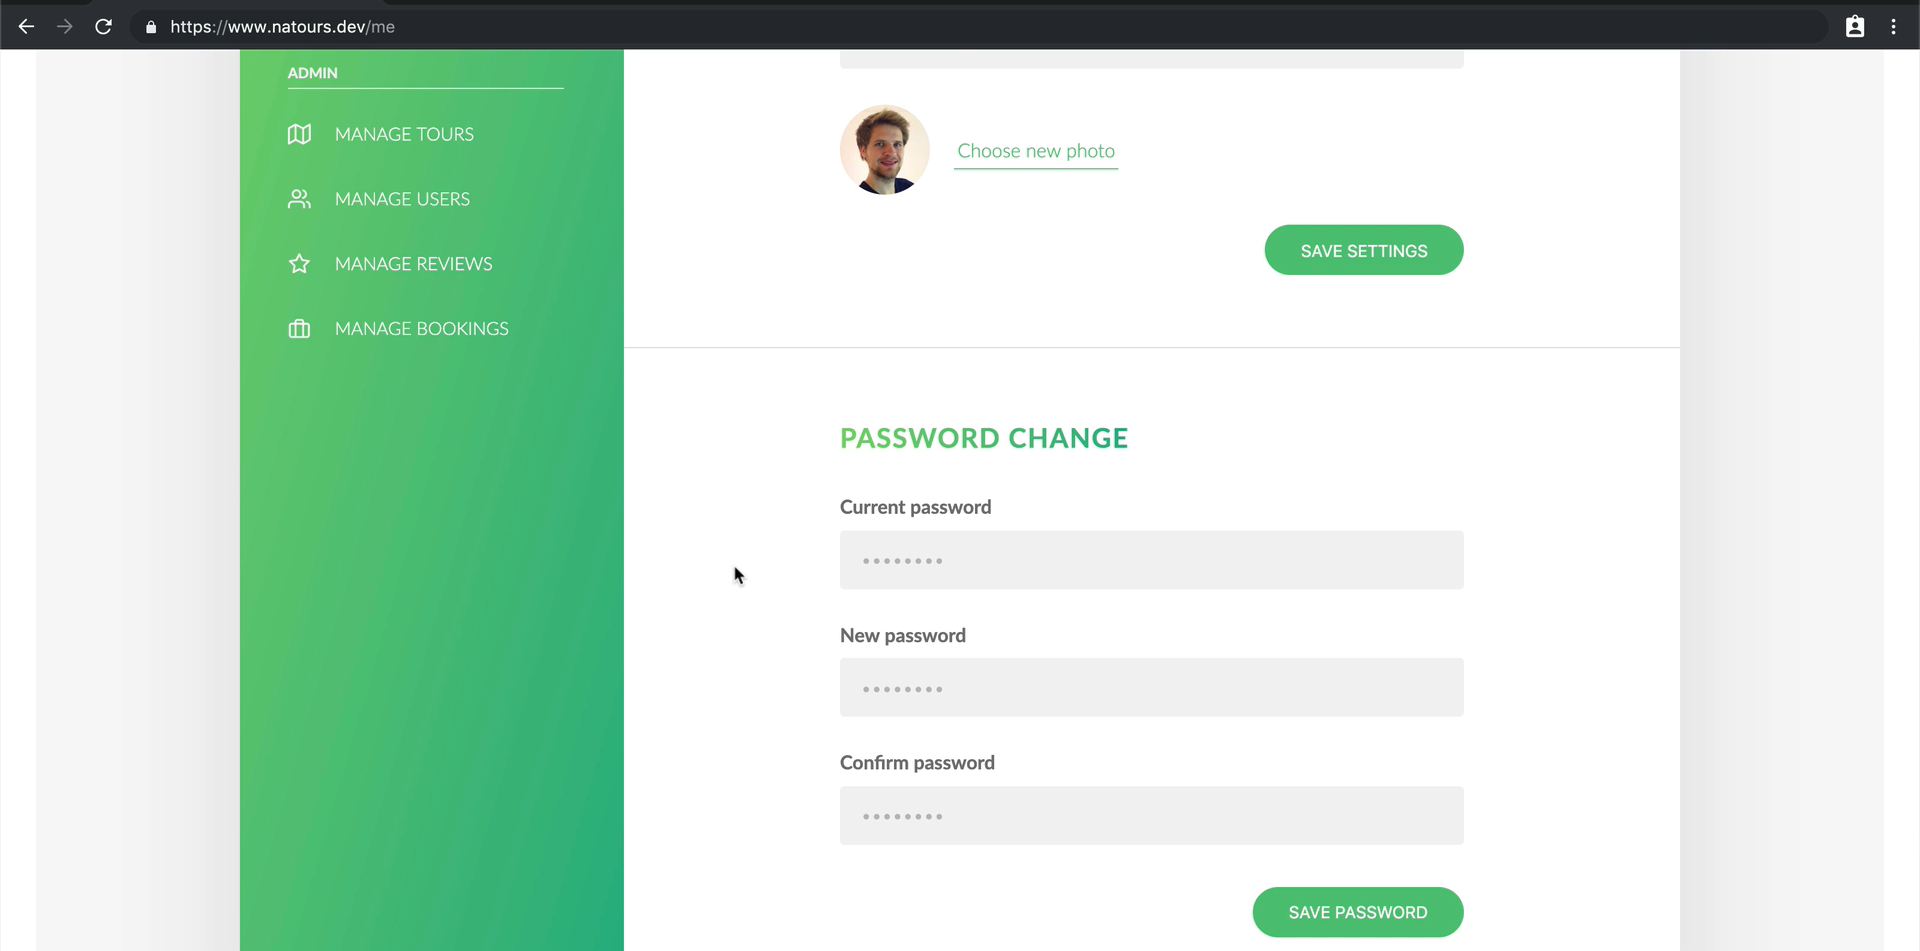 https://www.natours.dev/me
ADMIN
MANAGE TOURS
MANAGE USERS
MANAGE REVIEWS
MANAGE BOOKINGS
Choose new photo
SAVE SETTINGS
PASSWORD CHANGE
Current password
••••••••
New password
••••••••
Confirm password
••••••••
SAVE PASSWORD